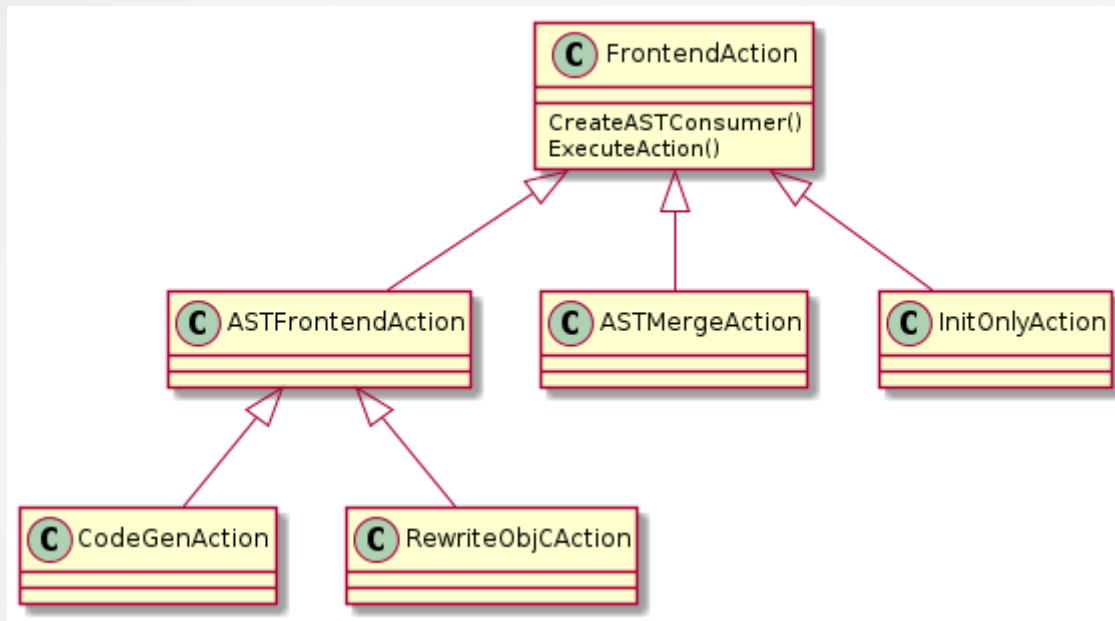 C FrontendAction
CreateASTConsumer()
ExecuteAction()
C ASTFrontendAction
C ASTMergeAction
C InitOnlyAction
C CodeGenAction
C RewriteObjCAction